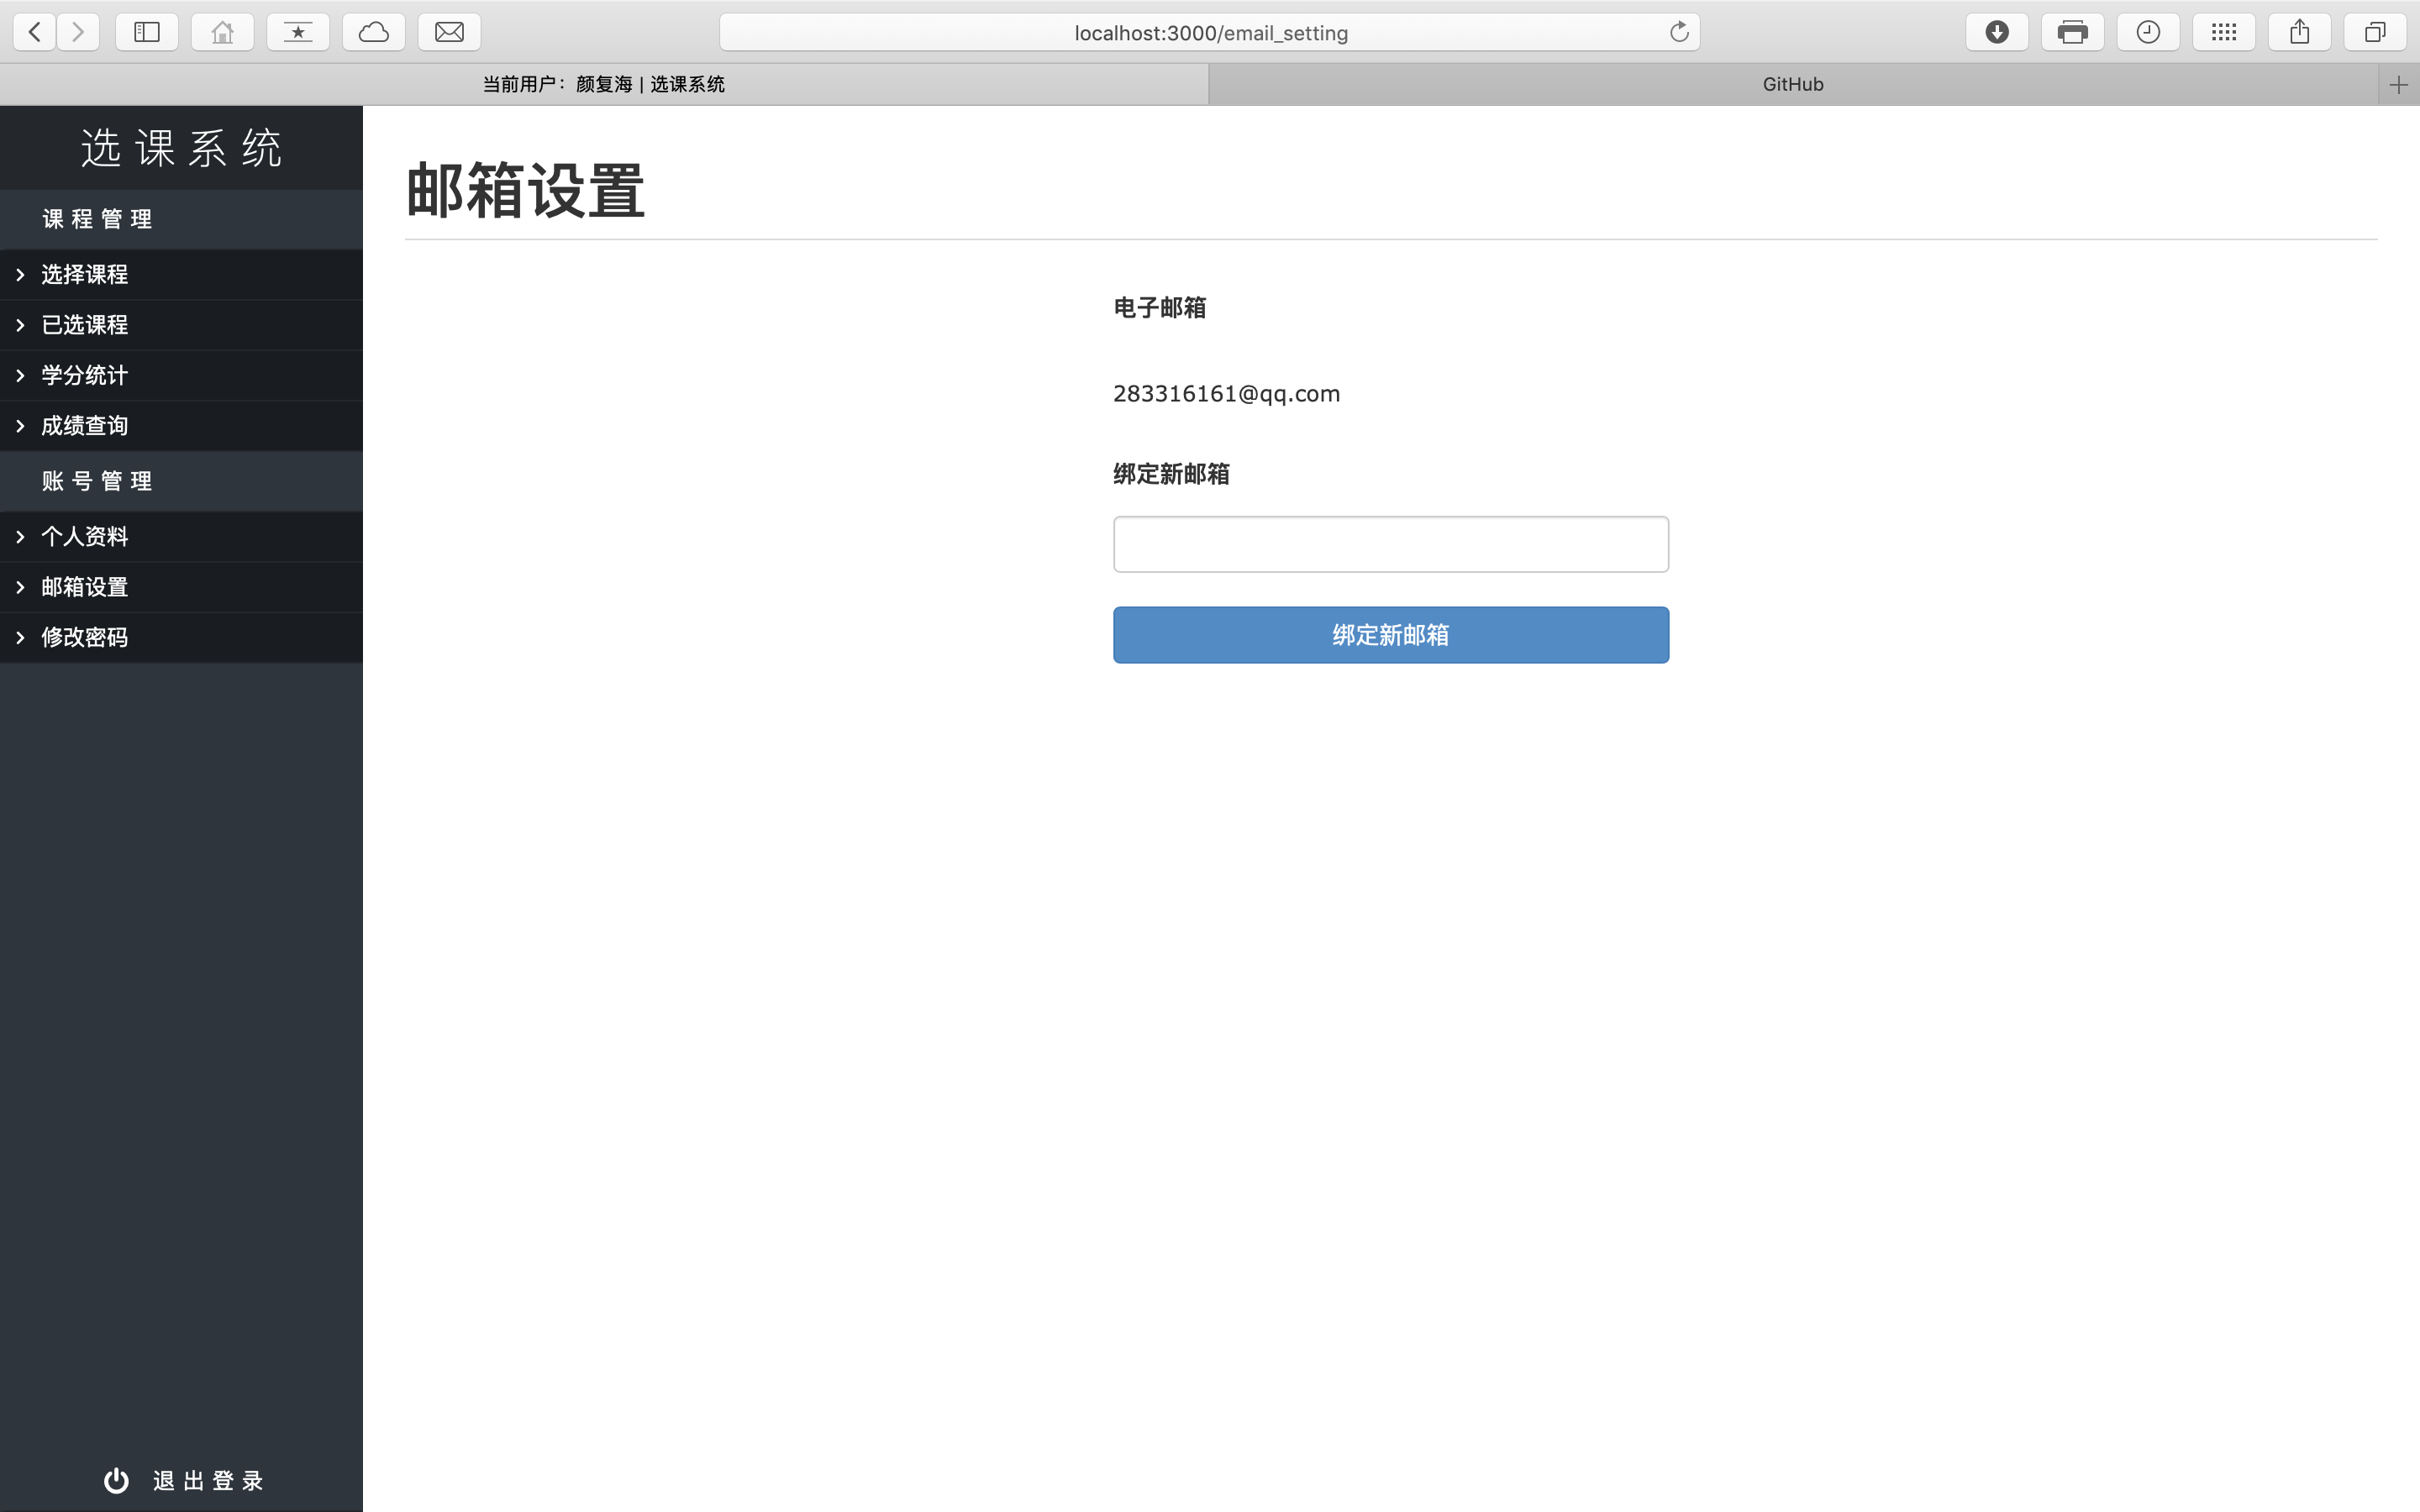 localhost:3000/email_setting
当前用户：颜复海 | 选课系统
GitHub
选课系统
课程管理
选择课程
已选课程
学分统计
成绩查询
账号管理
个人资料
邮箱设置
修改密码
退出登录
邮箱设置
电子邮箱
283316161@qq.com
绑定新邮箱
绑定新邮箱